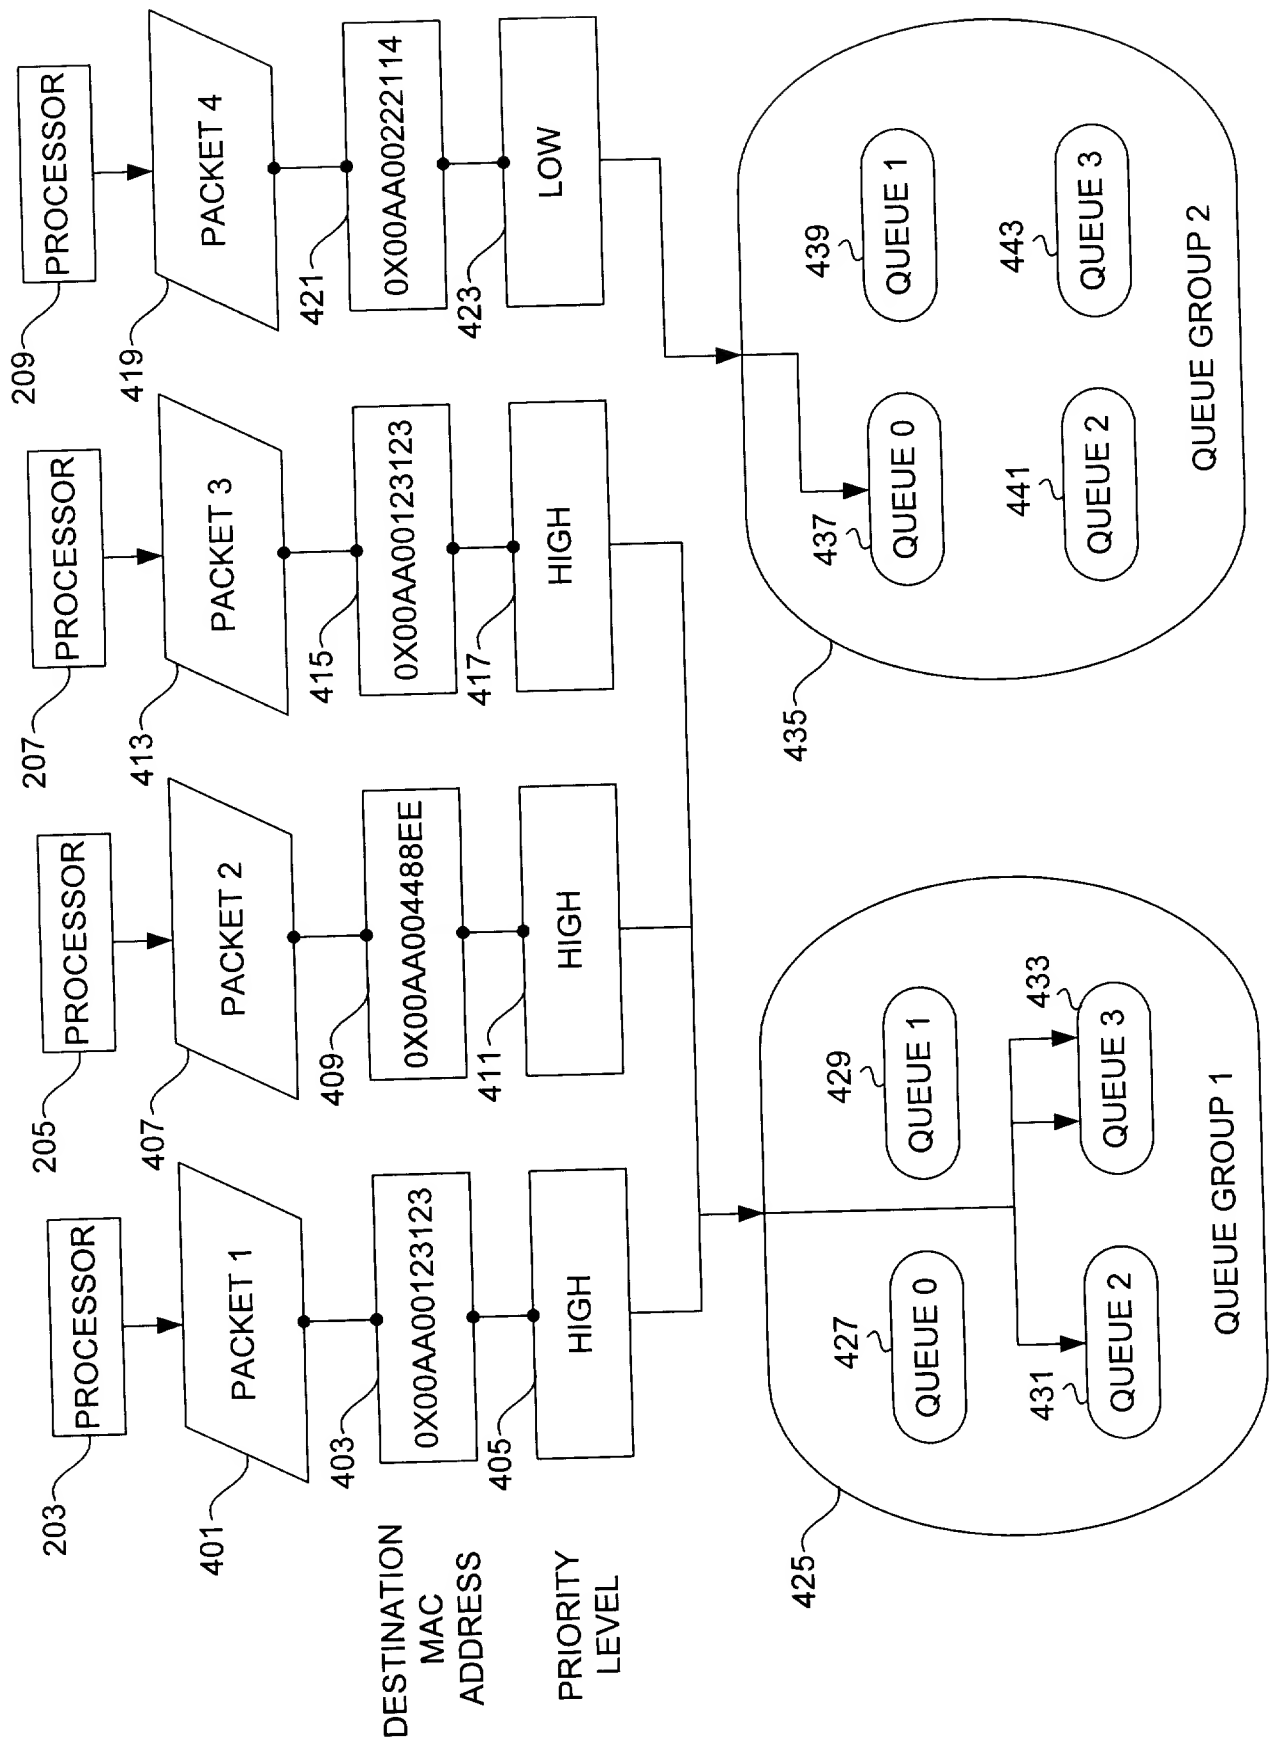 203
PROCESSOR
205
PROCESSOR
207
PROCESSOR
209
PROCESSOR
401
PACKET 1
407
PACKET 2
413
PACKET 3
419
PACKET 4
DESTINATION
MAC
ADDRESS
403
0X00AA00123123
409
0X00AA004488EE
415
0X00AA00123123
421
0X00AA00222114
PRIORITY
LEVEL
405
HIGH
411
HIGH
417
HIGH
423
LOW
425
427
QUEUE 0
429
QUEUE 1
431
QUEUE 2
433
QUEUE 3
QUEUE GROUP 1
435
437
QUEUE 0
439
QUEUE 1
441
QUEUE 2
443
QUEUE 3
QUEUE GROUP 2